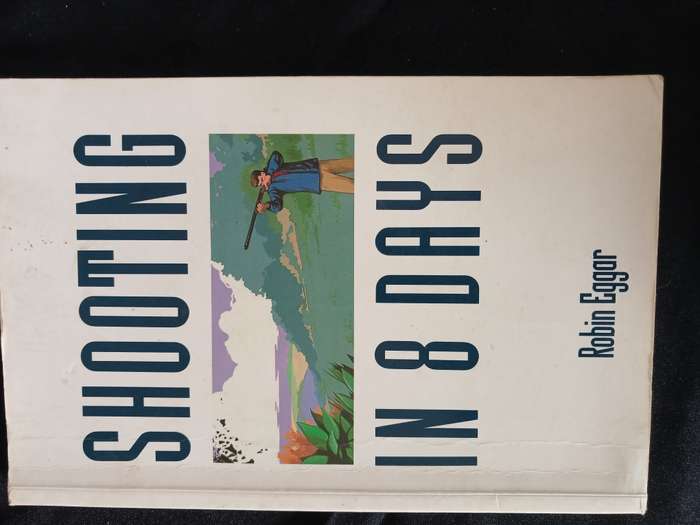 SHOOTING
IN 8 DAYS
Robin Eggar